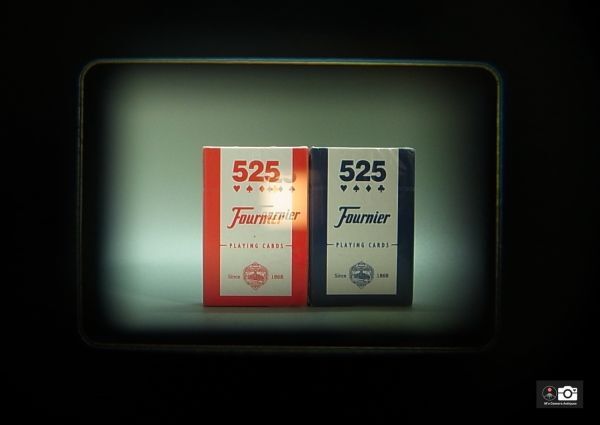 525
Fournier
PLAYING CARDS
Since 1868
525
Fournier
PLAYING CARDS
Since 1868